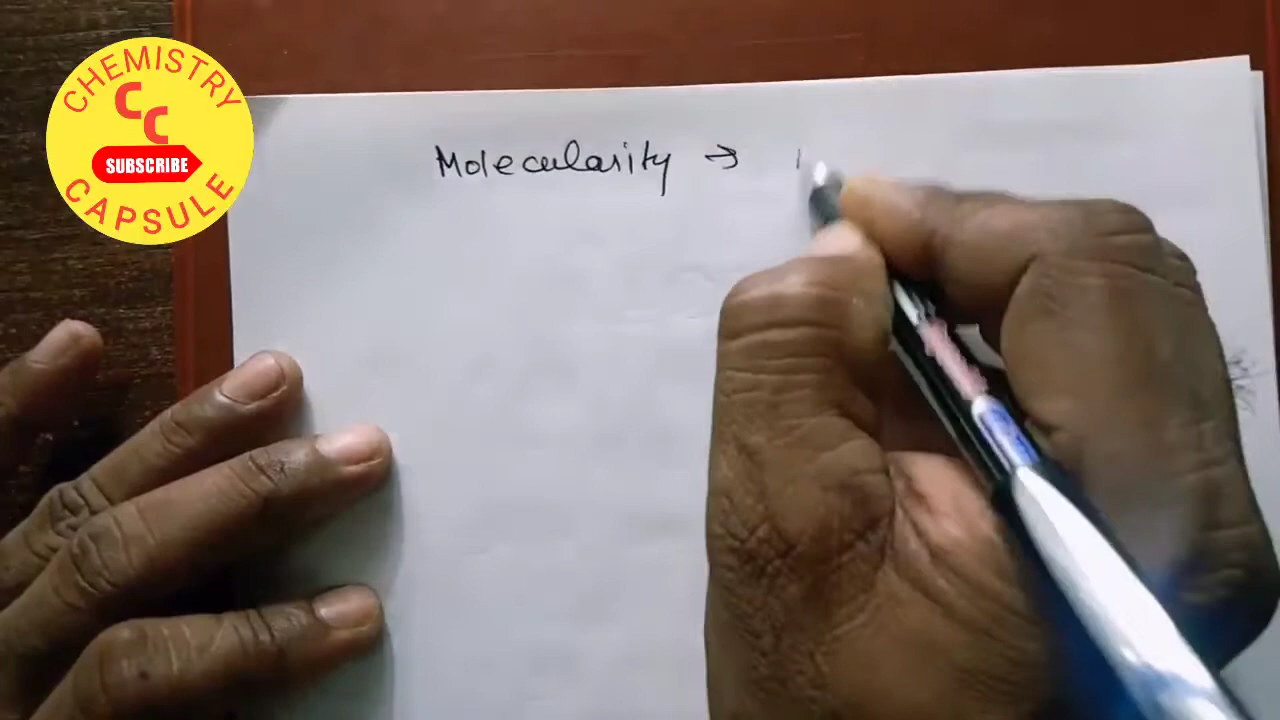 CHEMISTRY
CC
SUBSCRIBE
CAPSULE
Molecularity →